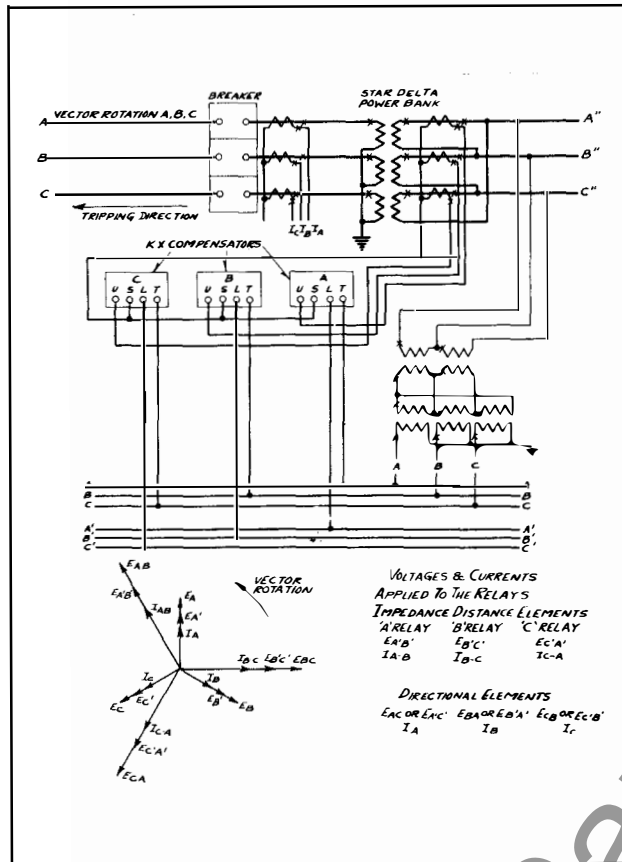 BREAKER
STAR DELTA
POWER BANK
A
VECTOR ROTATION A, B, C
A"
B
B"
C
C"
TRIPPING DIRECTION
IC IB IA
KX COMPENSATORS
C
U S L T
B
U S L T
A
U S L T
A B C
A
A
B
B
C
C
A'
A'
B'
B'
C'
C'
EAB
EA'B'
IAB
EA
EA'
IA
VECTOR
ROTATION
IBC EB'C' EBC
IC
EC'
EC
IB
EB'
EB
IC-A
EC'A'
ECA
VOLTAGES & CURRENTS
APPLIED TO THE RELAYS
IMPEDANCE DISTANCE ELEMENTS
'A' RELAY 'B' RELAY 'C' RELAY
EA'B' EB'C' EC'A'
IA-B IB-C IC-A
DIRECTIONAL ELEMENTS
EAC OR EA'C' EBA OR EB'A' ECB OR EC'B'
IA IB